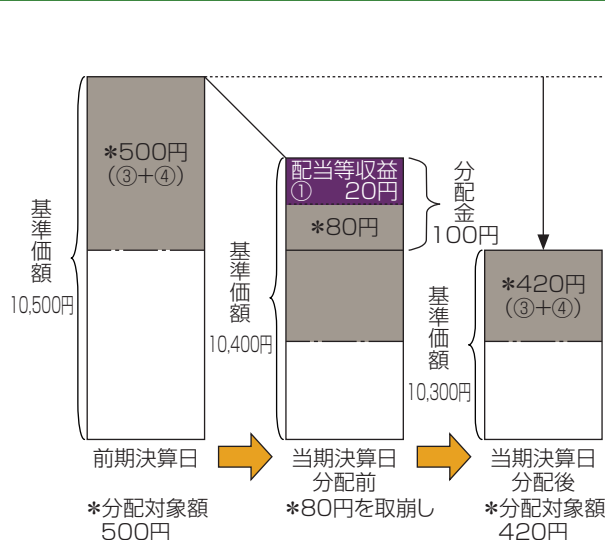 *500円
(③+④)
基準価額
10,500円
前期決算日
*分配対象額
500円
配当等収益
① 20円
*80円
分配金
100円
基準価額
10,400円
当期決算日
分配前
*80円を取崩し
*420円
(③+④)
基準価額
10,300円
当期決算日
分配後
*分配対象額
420円